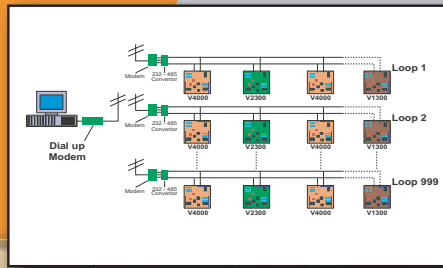 Modem
232 - 485
Convertor
V4000
V2300
V4000
V1300
Loop 1
Modem
232 - 485
Convertor
V4000
V2300
V4000
V1300
Loop 2
Dial up
Modem
Modem
232 - 485
Convertor
V4000
V2300
V4000
V1300
Loop 999